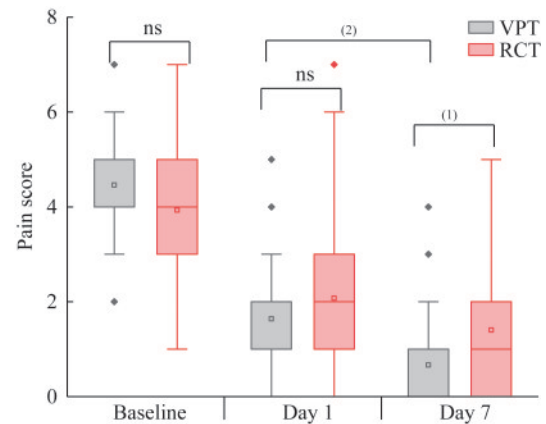 8
VPT
RCT
ns
(2)
ns
6
(1)
Pain score
4
2
0
Baseline
Day 1
Day 7